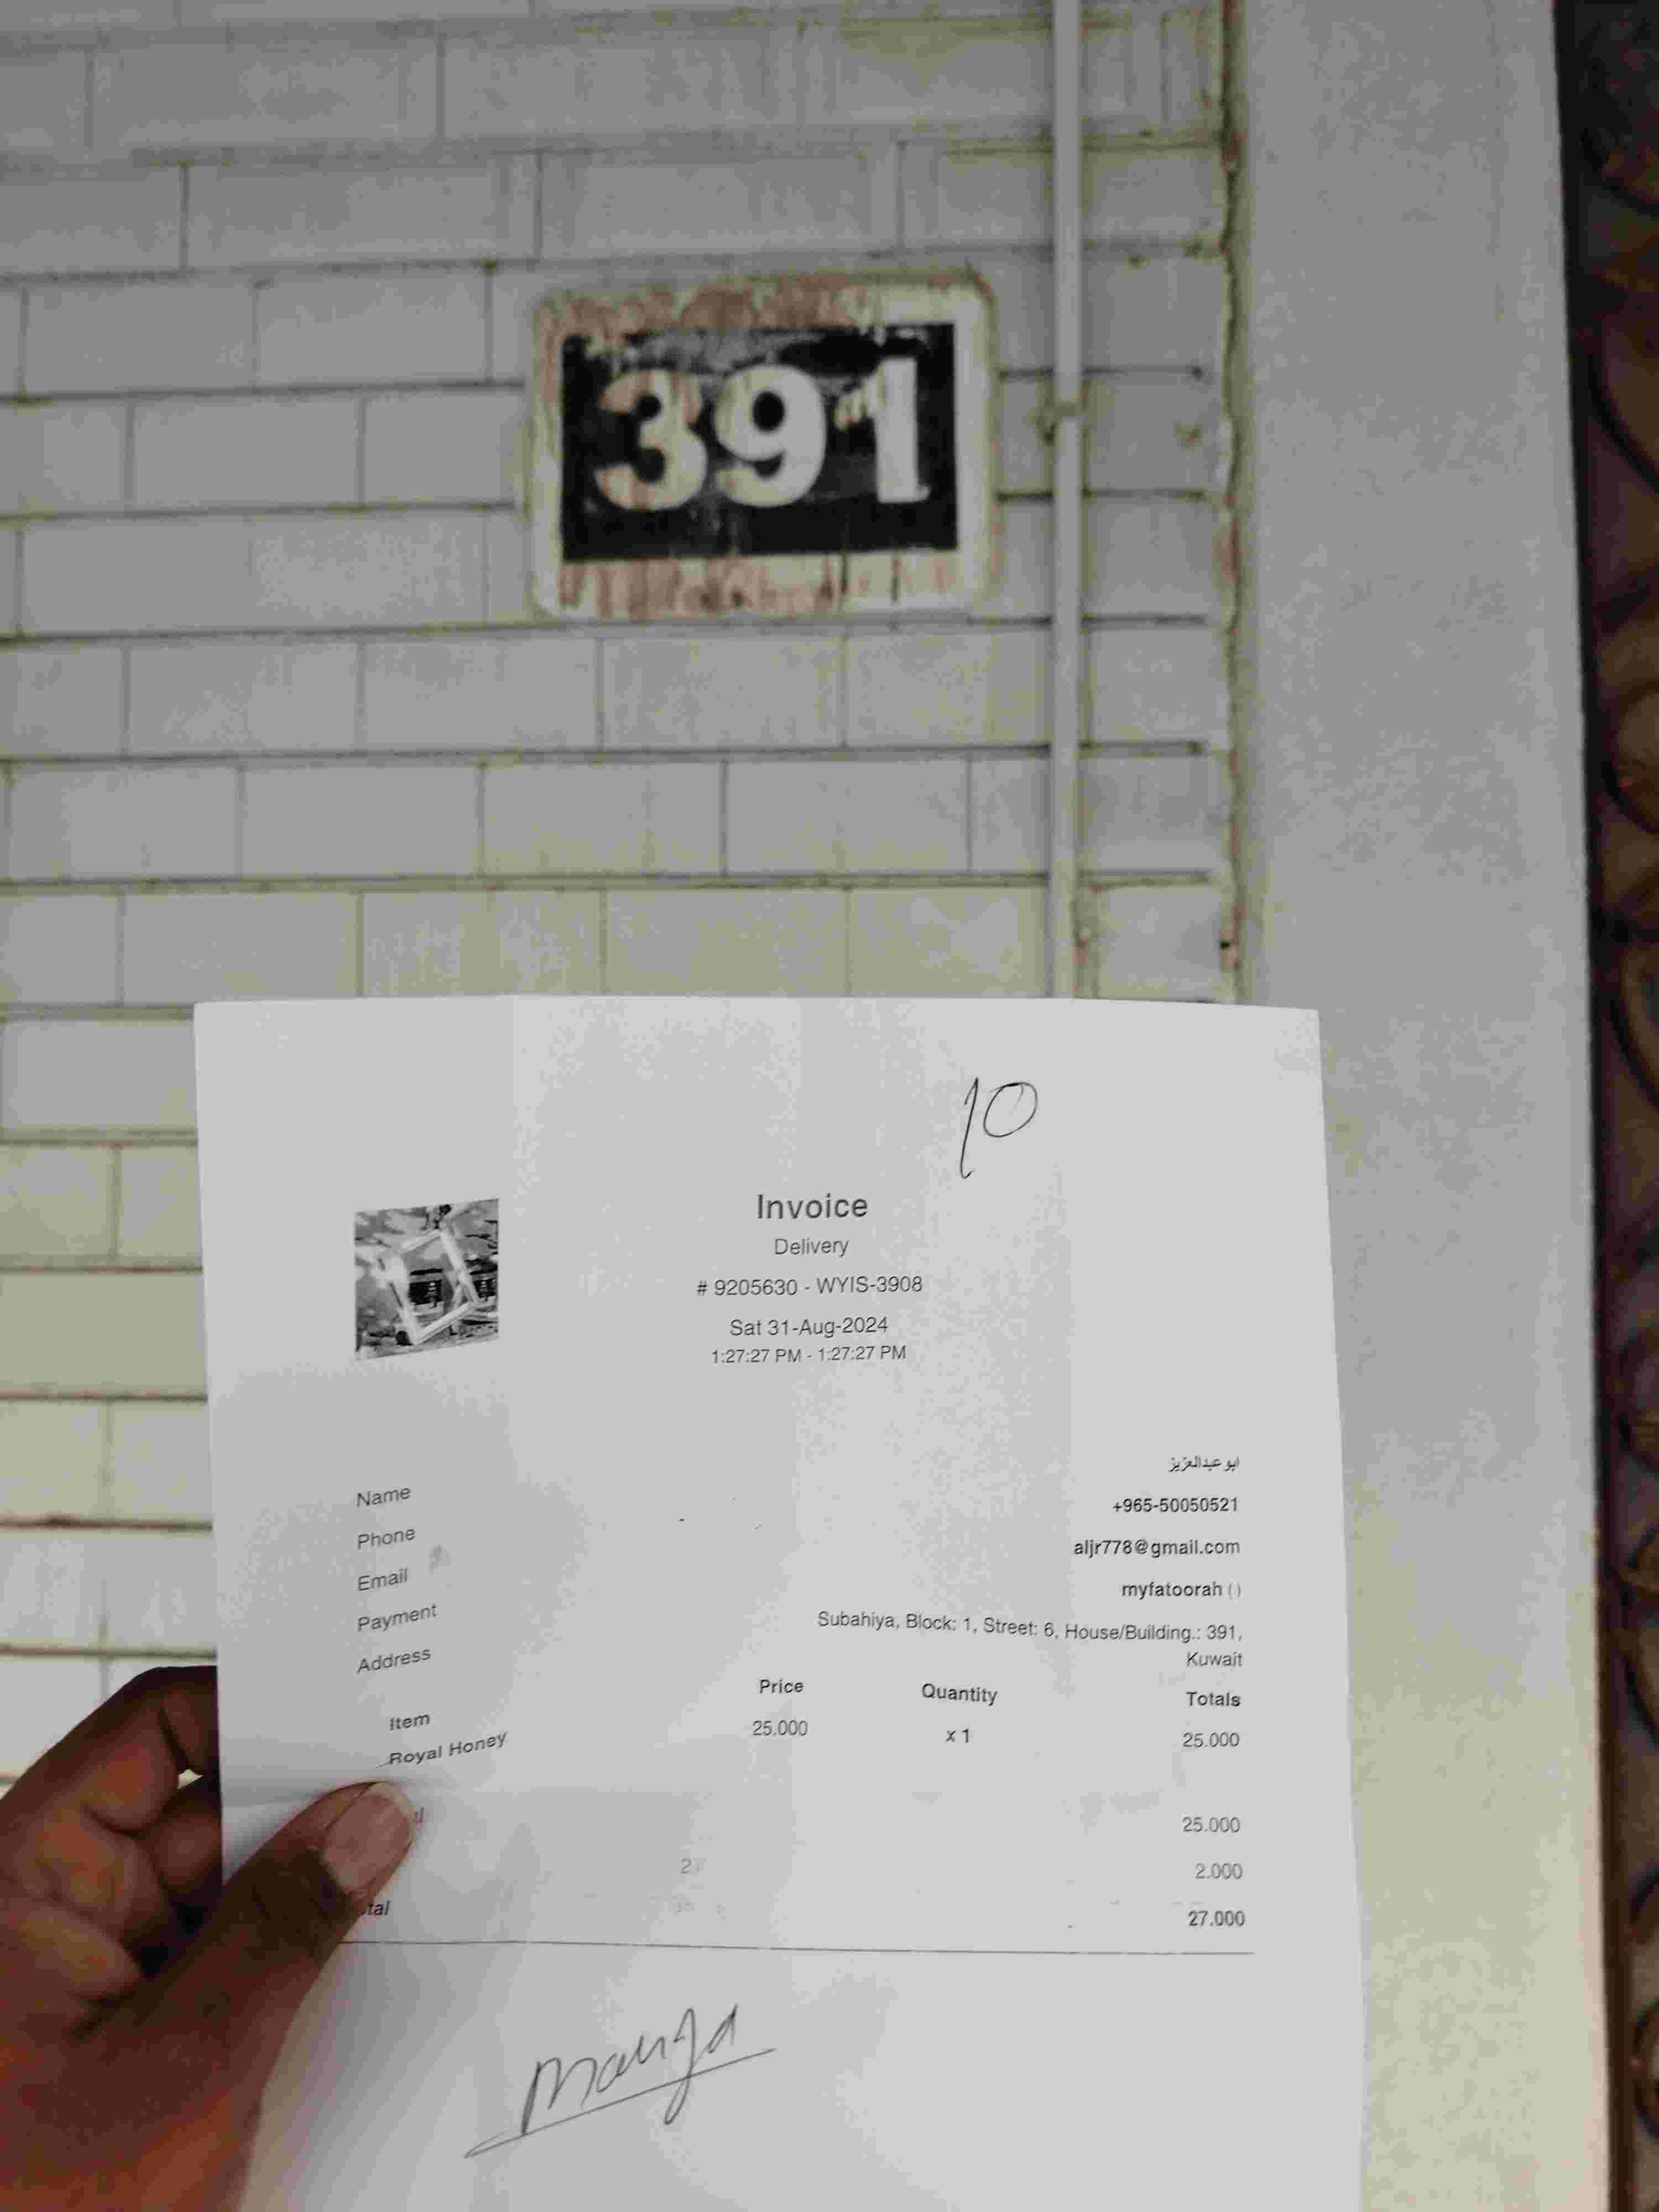 391
10
Invoice
Delivery
# 9205630 - WYIS-3908
Sat 31-Aug-2024
1:27:27 PM - 1:27:27 PM
Name ابو عبدالعزيز
Phone +965-50050521
Email aljr778@gmail.com
Payment myfatoorah ()
Address Subahiya, Block: 1, Street: 6, House/Building.: 391,
Kuwait
Item Price Quantity Totals
Royal Honey 25.000 x 1 25.000
25.000
2.000
tal 27.000